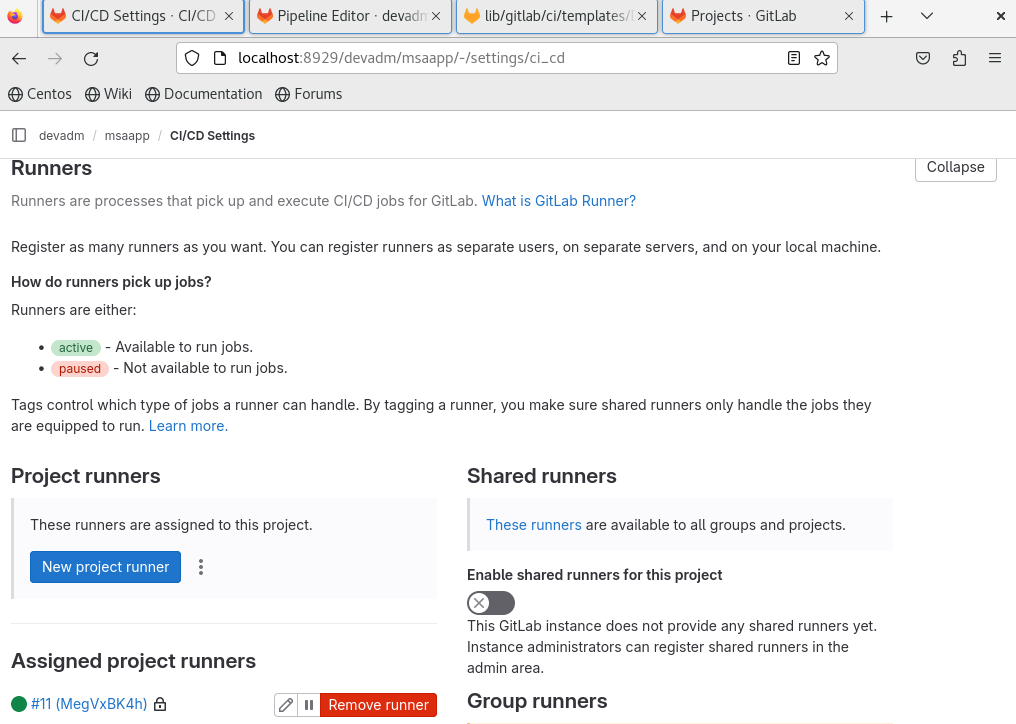 CI/CD Settings · CI/CD
Pipeline Editor · devadm
lib/gitlab/ci/templates/
Projects · GitLab
localhost:8929/devadm/msaapp/-/settings/ci_cd
Centos
Wiki
Documentation
Forums
devadm / msaapp / CI/CD Settings
Runners
Collapse
Runners are processes that pick up and execute CI/CD jobs for GitLab. What is GitLab Runner?
Register as many runners as you want. You can register runners as separate users, on separate servers, and on your local machine.
How do runners pick up jobs?
Runners are either:
• active - Available to run jobs.
• paused - Not available to run jobs.
Tags control which type of jobs a runner can handle. By tagging a runner, you make sure shared runners only handle the jobs they
are equipped to run. Learn more.
Project runners
These runners are assigned to this project.
New project runner
Assigned project runners
#11 (MegVxBK4h)
Remove runner
Shared runners
These runners are available to all groups and projects.
Enable shared runners for this project
This GitLab instance does not provide any shared runners yet.
Instance administrators can register shared runners in the
admin area.
Group runners